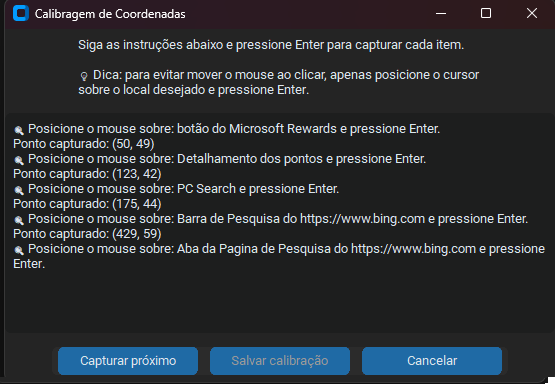 Calibragem de Coordenadas
Siga as instruções abaixo e pressione Enter para capturar cada item.
Dica: para evitar mover o mouse ao clicar, apenas posicione o cursor
sobre o local desejado e pressione Enter.
Posicione o mouse sobre: botão do Microsoft Rewards e pressione Enter.
Ponto capturado: (50, 49)
Posicione o mouse sobre: Detalhamento dos pontos e pressione Enter.
Ponto capturado: (123, 42)
Posicione o mouse sobre: PC Search e pressione Enter.
Ponto capturado: (175, 44)
Posicione o mouse sobre: Barra de Pesquisa do https://www.bing.com e pressione Enter.
Ponto capturado: (429, 59)
Posicione o mouse sobre: Aba da Pagina de Pesquisa do https://www.bing.com e pressione
Enter.
Capturar próximo
Salvar calibração
Cancelar